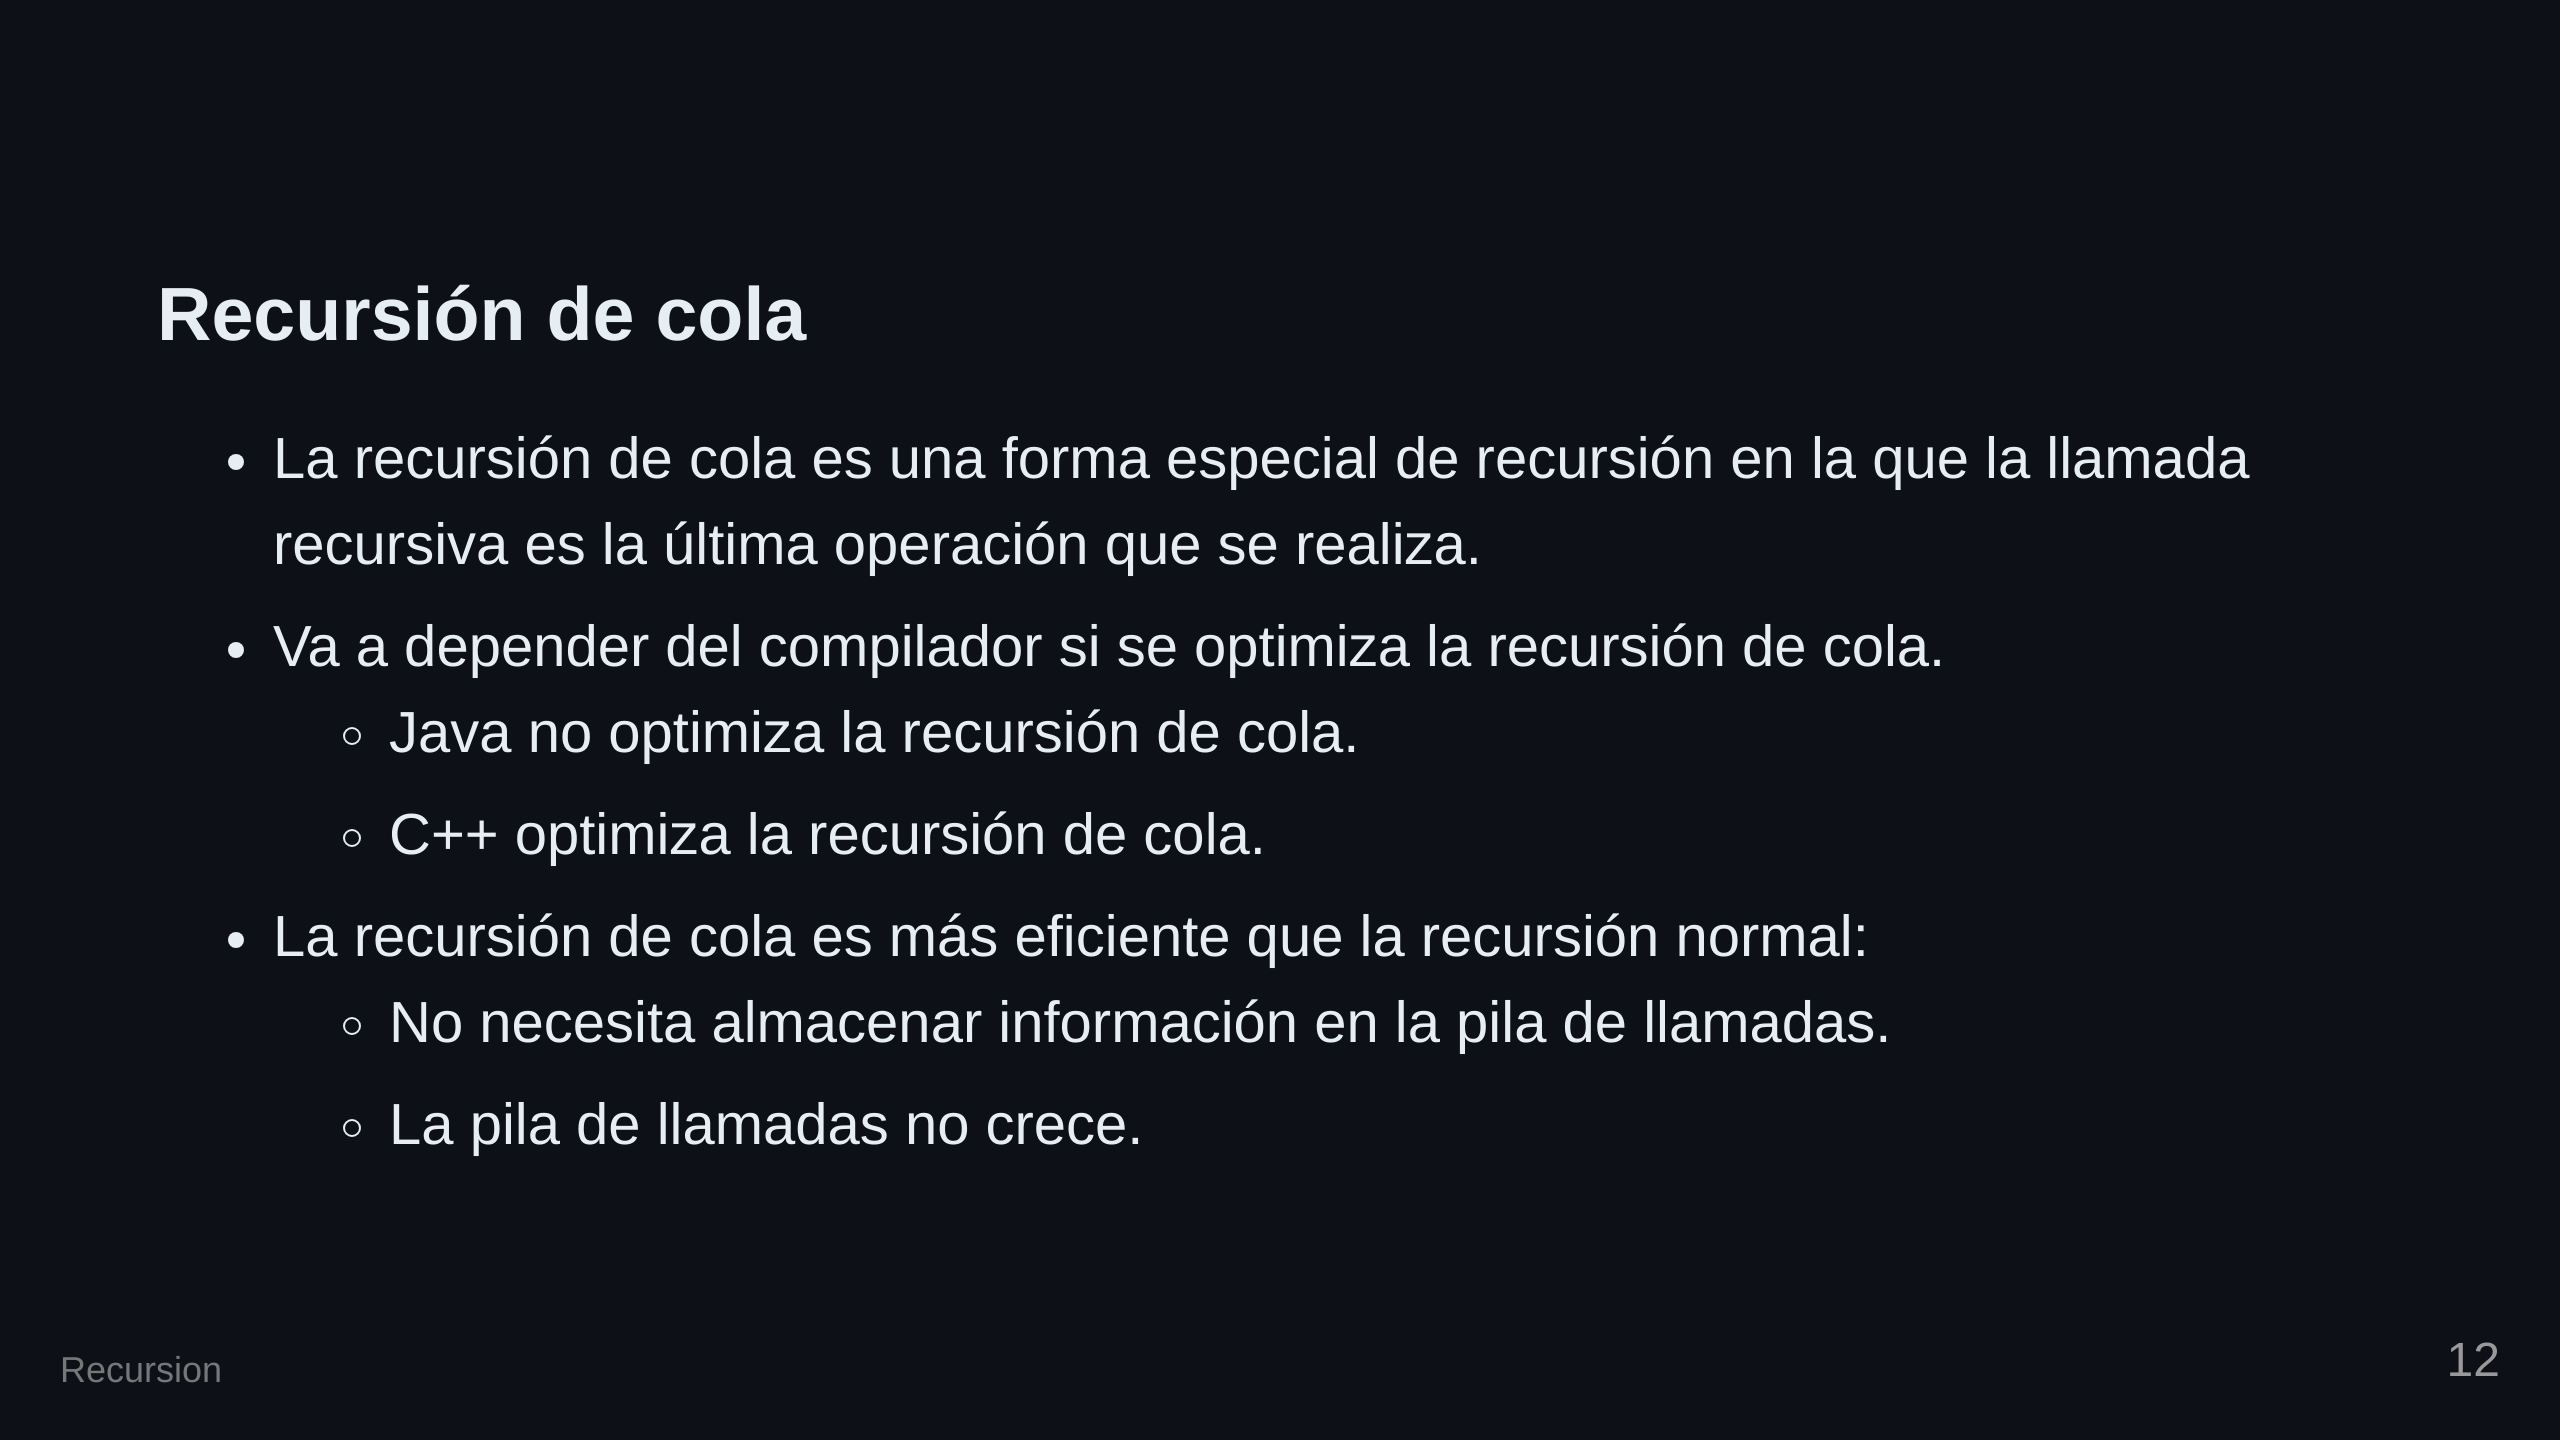 Recursión de cola
• La recursión de cola es una forma especial de recursión en la que la llamada
recursiva es la última operación que se realiza.
• Va a depender del compilador si se optimiza la recursión de cola.
◦ Java no optimiza la recursión de cola.
◦ C++ optimiza la recursión de cola.
• La recursión de cola es más eficiente que la recursión normal:
◦ No necesita almacenar información en la pila de llamadas.
◦ La pila de llamadas no crece.
Recursion
12